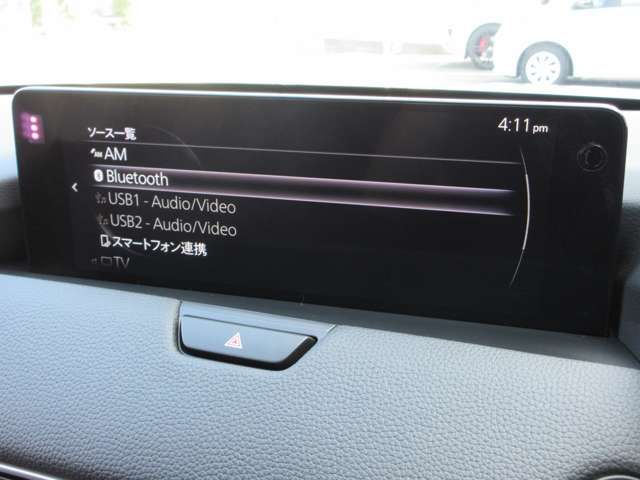 4:11 pm
ソース一覧
AM
Bluetooth
USB1 - Audio/Video
USB2 - Audio/Video
スマートフォン連携
TV